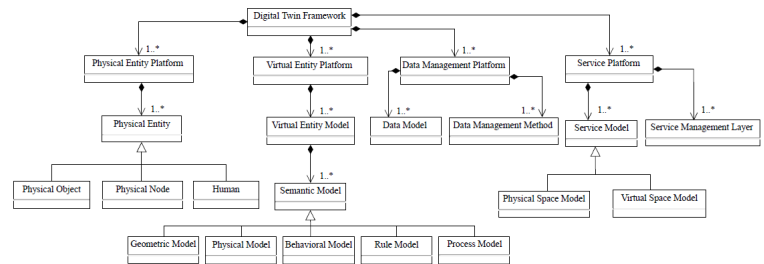 Digital Twin Framework
1..*
1..*
1..*
1..*
Physical Entity Platform
Virtual Entity Platform
Data Management Platform
Service Platform
1..*
1..*
1..*
1..*
1..*
1..*
Physical Entity
Virtual Entity Model
Data Model
Data Management Method
Service Model
Service Management Layer
Physical Object
Physical Node
Human
1..*
Semantic Model
Physical Space Model
Virtual Space Model
Geometric Model
Physical Model
Behavioral Model
Rule Model
Process Model